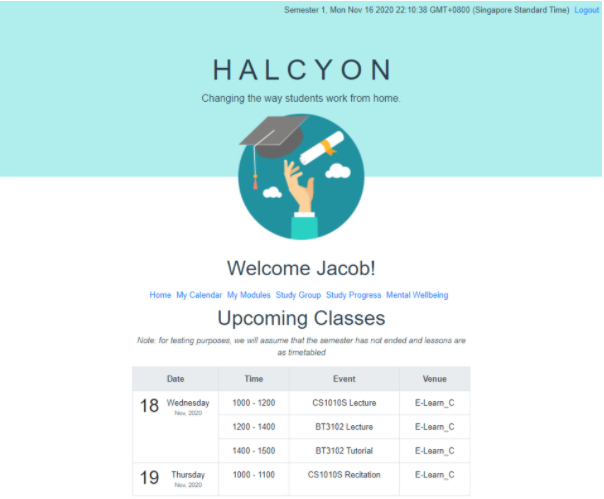 Semester 1, Mon Nov 16 2020 22:10:38 GMT+0800 (Singapore Standard Time) Logout
HALCYON
Changing the way students work from home.
Welcome Jacob!
Home My Calendar My Modules Study Group Study Progress Mental Wellbeing
Upcoming Classes
Note: for testing purposes, we will assume that the semester has not ended and lessons are
as timetabled
Date Time Event Venue
18 Wednesday 1000 - 1200 CS1010S Lecture E-Learn_C
Nov, 2020
1200 - 1400 BT3102 Lecture E-Learn_C
1400 - 1500 BT3102 Tutorial E-Learn_C
19 Thursday 1000 - 1100 CS1010S Recitation E-Learn_C
Nov, 2020